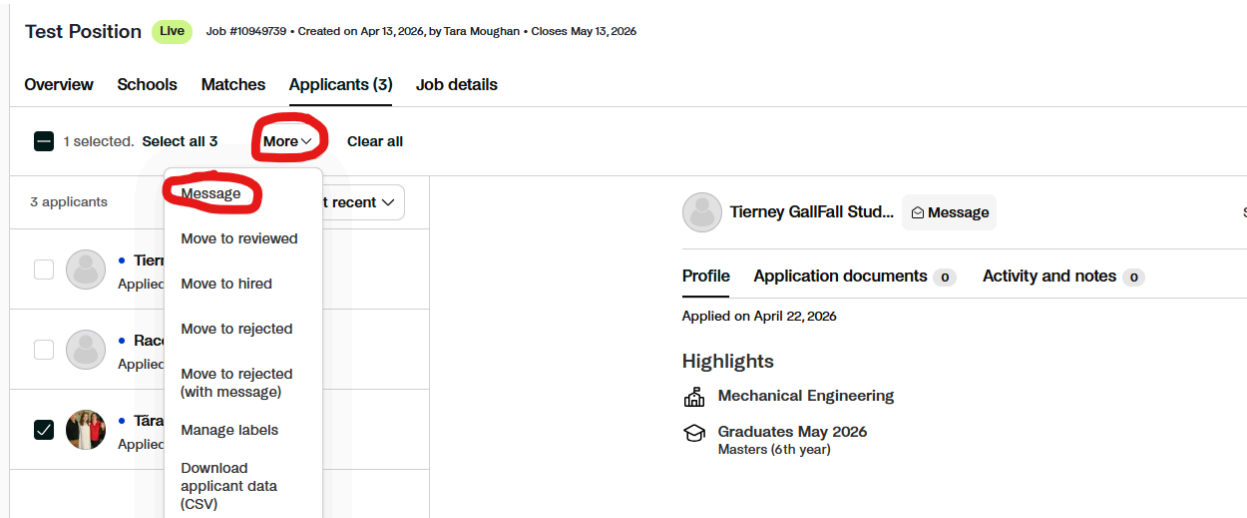 Test Position Live Job #10949739 • Created on Apr 13, 2026, by Tara Moughan • Closes May 13, 2026
Overview Schools Matches Applicants (3) Job details
1 selected. Select all 3 More Clear all
3 applicants
Message
t recent
Tierney GallFall Stud... Message
Move to reviewed
Tier
Applied
Move to hired
Profile Application documents 0 Activity and notes 0
Applied on April 22, 2026
Move to rejected
Highlights
Move to rejected
(with message)
Mechanical Engineering
Tāra
Manage labels
Graduates May 2026
Masters (6th year)
Download
applicant data
(CSV)